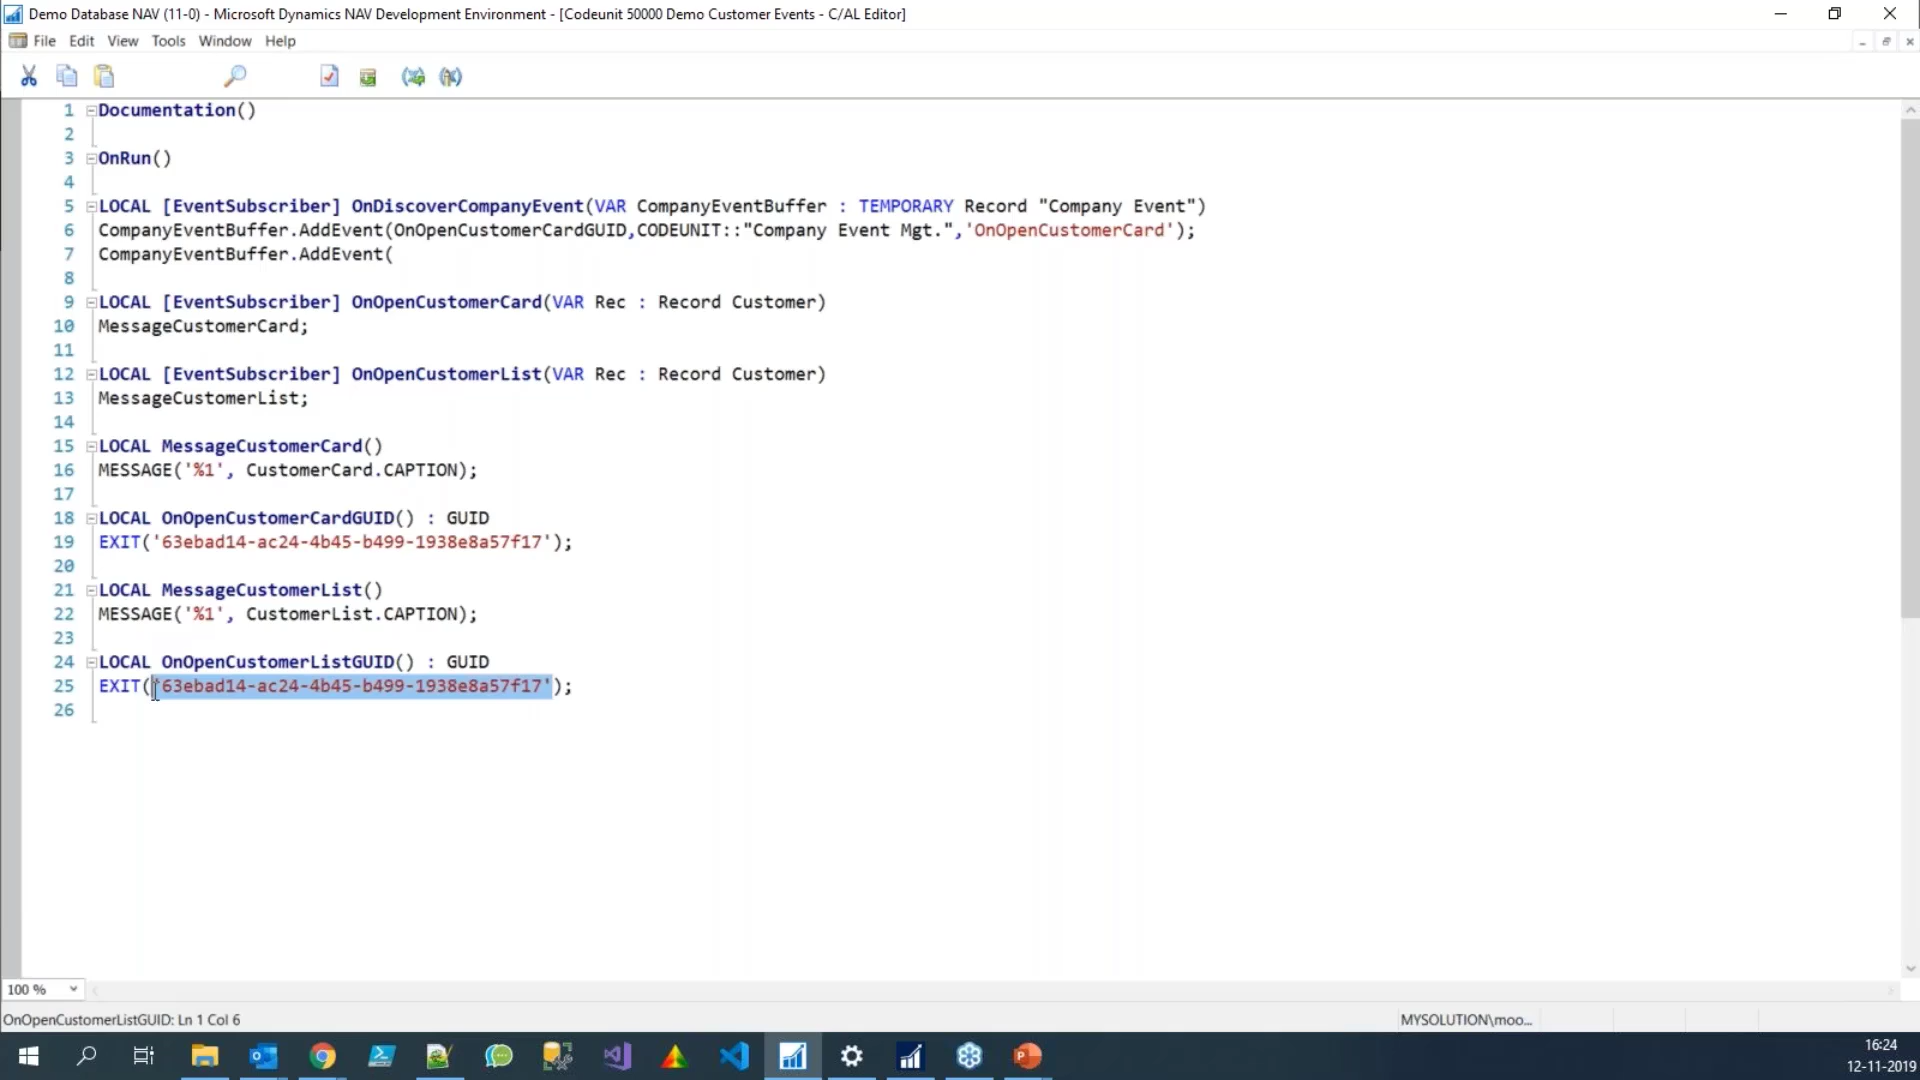 Demo Database NAV (11-0) - Microsoft Dynamics NAV Development Environment - [Codeunit 50000 Demo Customer Events - C/AL Editor]
File Edit View Tools Window Help
1 Documentation()
2
3 OnRun()
4
5 LOCAL [EventSubscriber] OnDiscoverCompanyEvent(VAR CompanyEventBuffer : TEMPORARY Record "Company Event")
6 CompanyEventBuffer.AddEvent(OnOpenCustomerCardGUID,CODEUNIT::"Company Event Mgt.",'OnOpenCustomerCard');
7 CompanyEventBuffer.AddEvent(
8
9 LOCAL [EventSubscriber] OnOpenCustomerCard(VAR Rec : Record Customer)
10 MessageCustomerCard;
11
12 LOCAL [EventSubscriber] OnOpenCustomerList(VAR Rec : Record Customer)
13 MessageCustomerList;
14
15 LOCAL MessageCustomerCard()
16 MESSAGE('%1', CustomerCard.CAPTION);
17
18 LOCAL OnOpenCustomerCardGUID() : GUID
19 EXIT('63ebad14-ac24-4b45-b499-1938e8a57f17');
20
21 LOCAL MessageCustomerList()
22 MESSAGE('%1', CustomerList.CAPTION);
23
24 LOCAL OnOpenCustomerListGUID() : GUID
25 EXIT('63ebad14-ac24-4b45-b499-1938e8a57f17');
26
100 %
OnOpenCustomerListGUID: Ln 1 Col 6
MYSOLUTION\moo...
16:24
12-11-2019